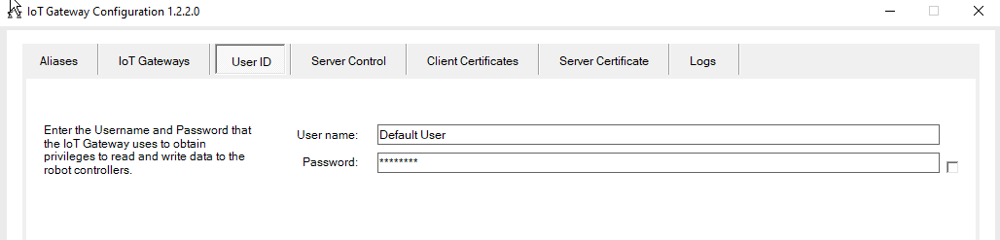 IoT Gateway Configuration 1.2.2.0
Aliases IoT Gateways User ID Server Control Client Certificates Server Certificate Logs
Enter the Username and Password that
the IoT Gateway uses to obtain
privileges to read and write data to the
robot controllers.
User name: Default User
Password: ********